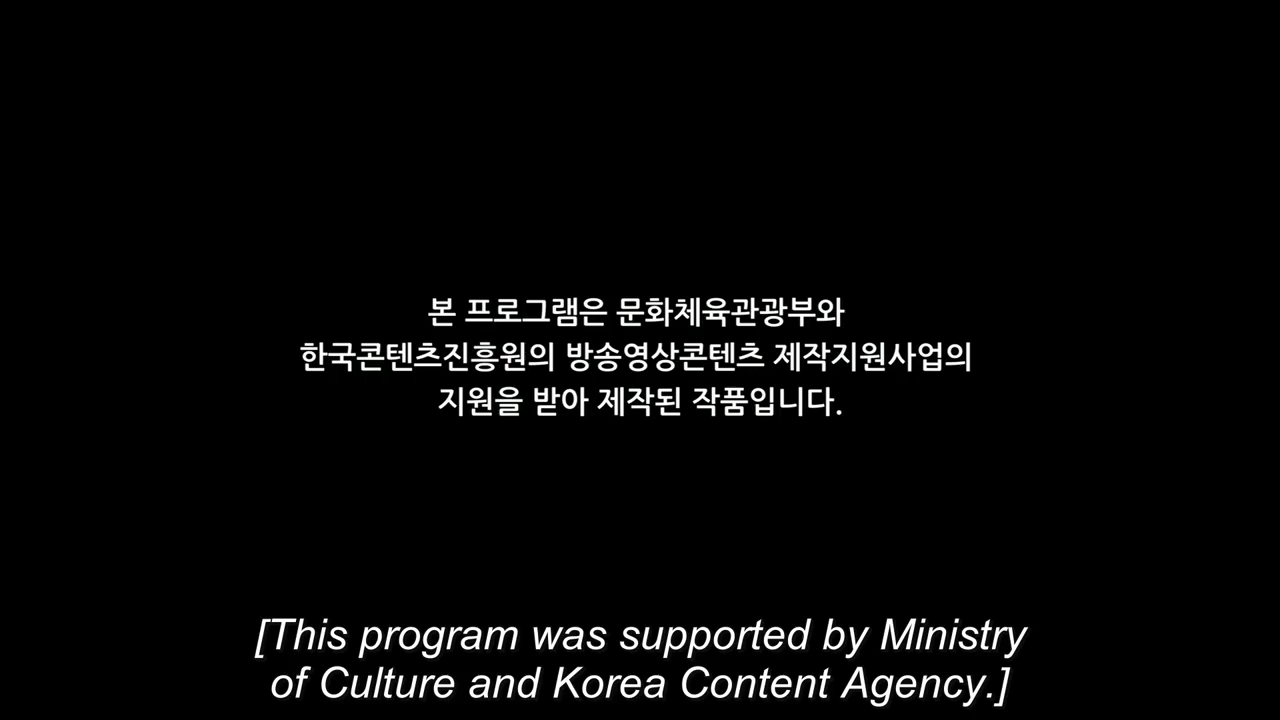 본 프로그램은 문화체육관광부와
한국콘텐츠진흥원의 방송영상콘텐츠 제작지원사업의
지원을 받아 제작된 작품입니다.
[This program was supported by Ministry
of Culture and Korea Content Agency.]